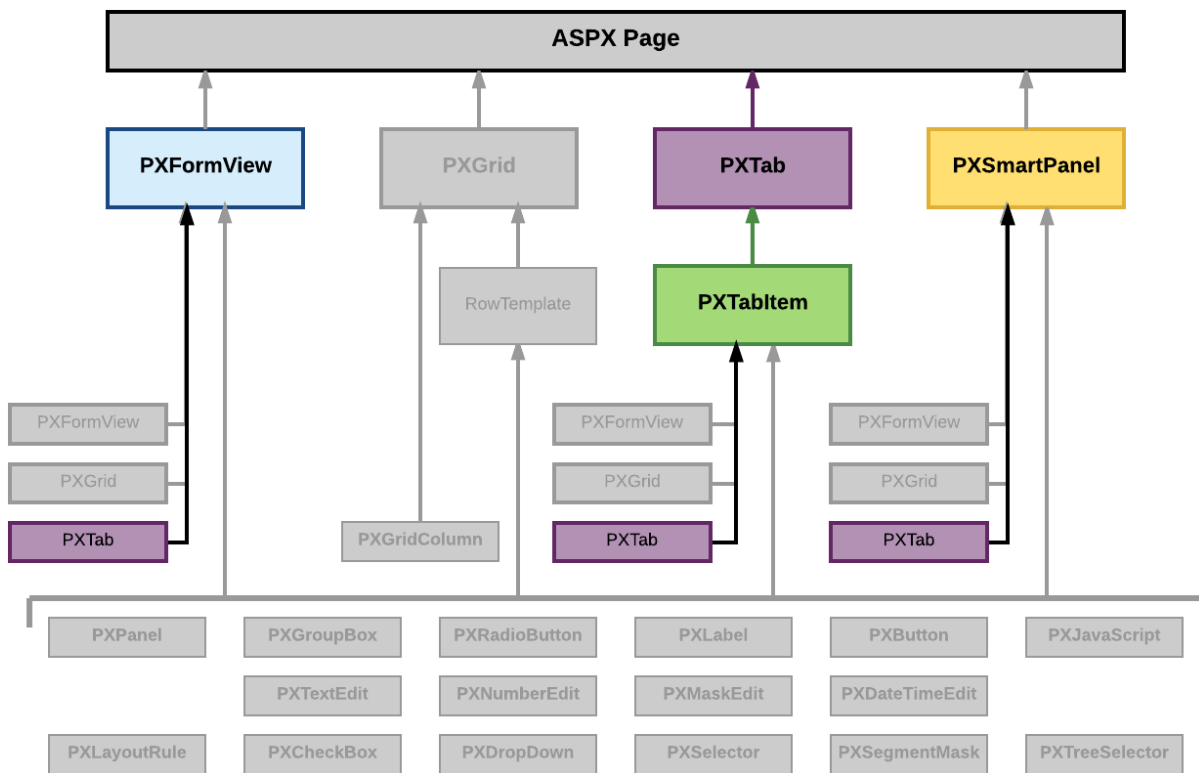 ASPX Page
PXFormView
PXGrid
PXTab
PXSmartPanel
RowTemplate
PXTabItem
PXFormView
PXFormView
PXFormView
PXGrid
PXGrid
PXGrid
PXTab
PXGridColumn
PXTab
PXTab
PXPanel
PXGroupBox
PXRadioButton
PXLabel
PXButton
PXJavaScript
PXTextEdit
PXNumberEdit
PXMaskEdit
PXDateTimeEdit
PXLayoutRule
PXCheckBox
PXDropDown
PXSelector
PXSegmentMask
PXTreeSelector